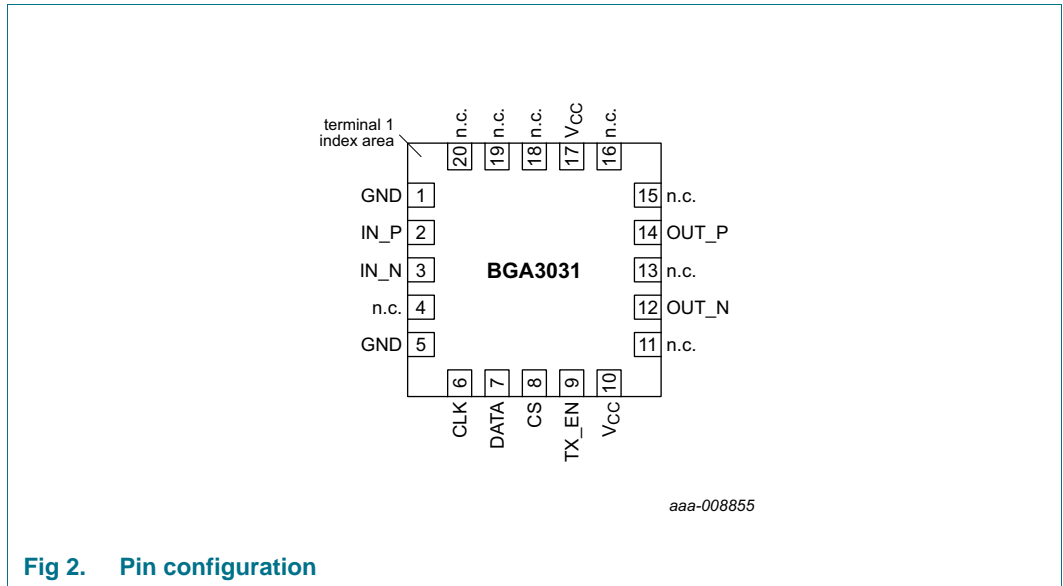 terminal 1
index area
20 n.c.
19 n.c.
18 n.c.
17 VCC
16 n.c.
GND 1
IN_P 2
IN_N 3
n.c. 4
GND 5
BGA3031
15 n.c.
14 OUT_P
13 n.c.
12 OUT_N
11 n.c.
CLK 6
DATA 7
CS 8
TX_EN 9
VCC 10
aaa-008855
Fig 2. Pin configuration